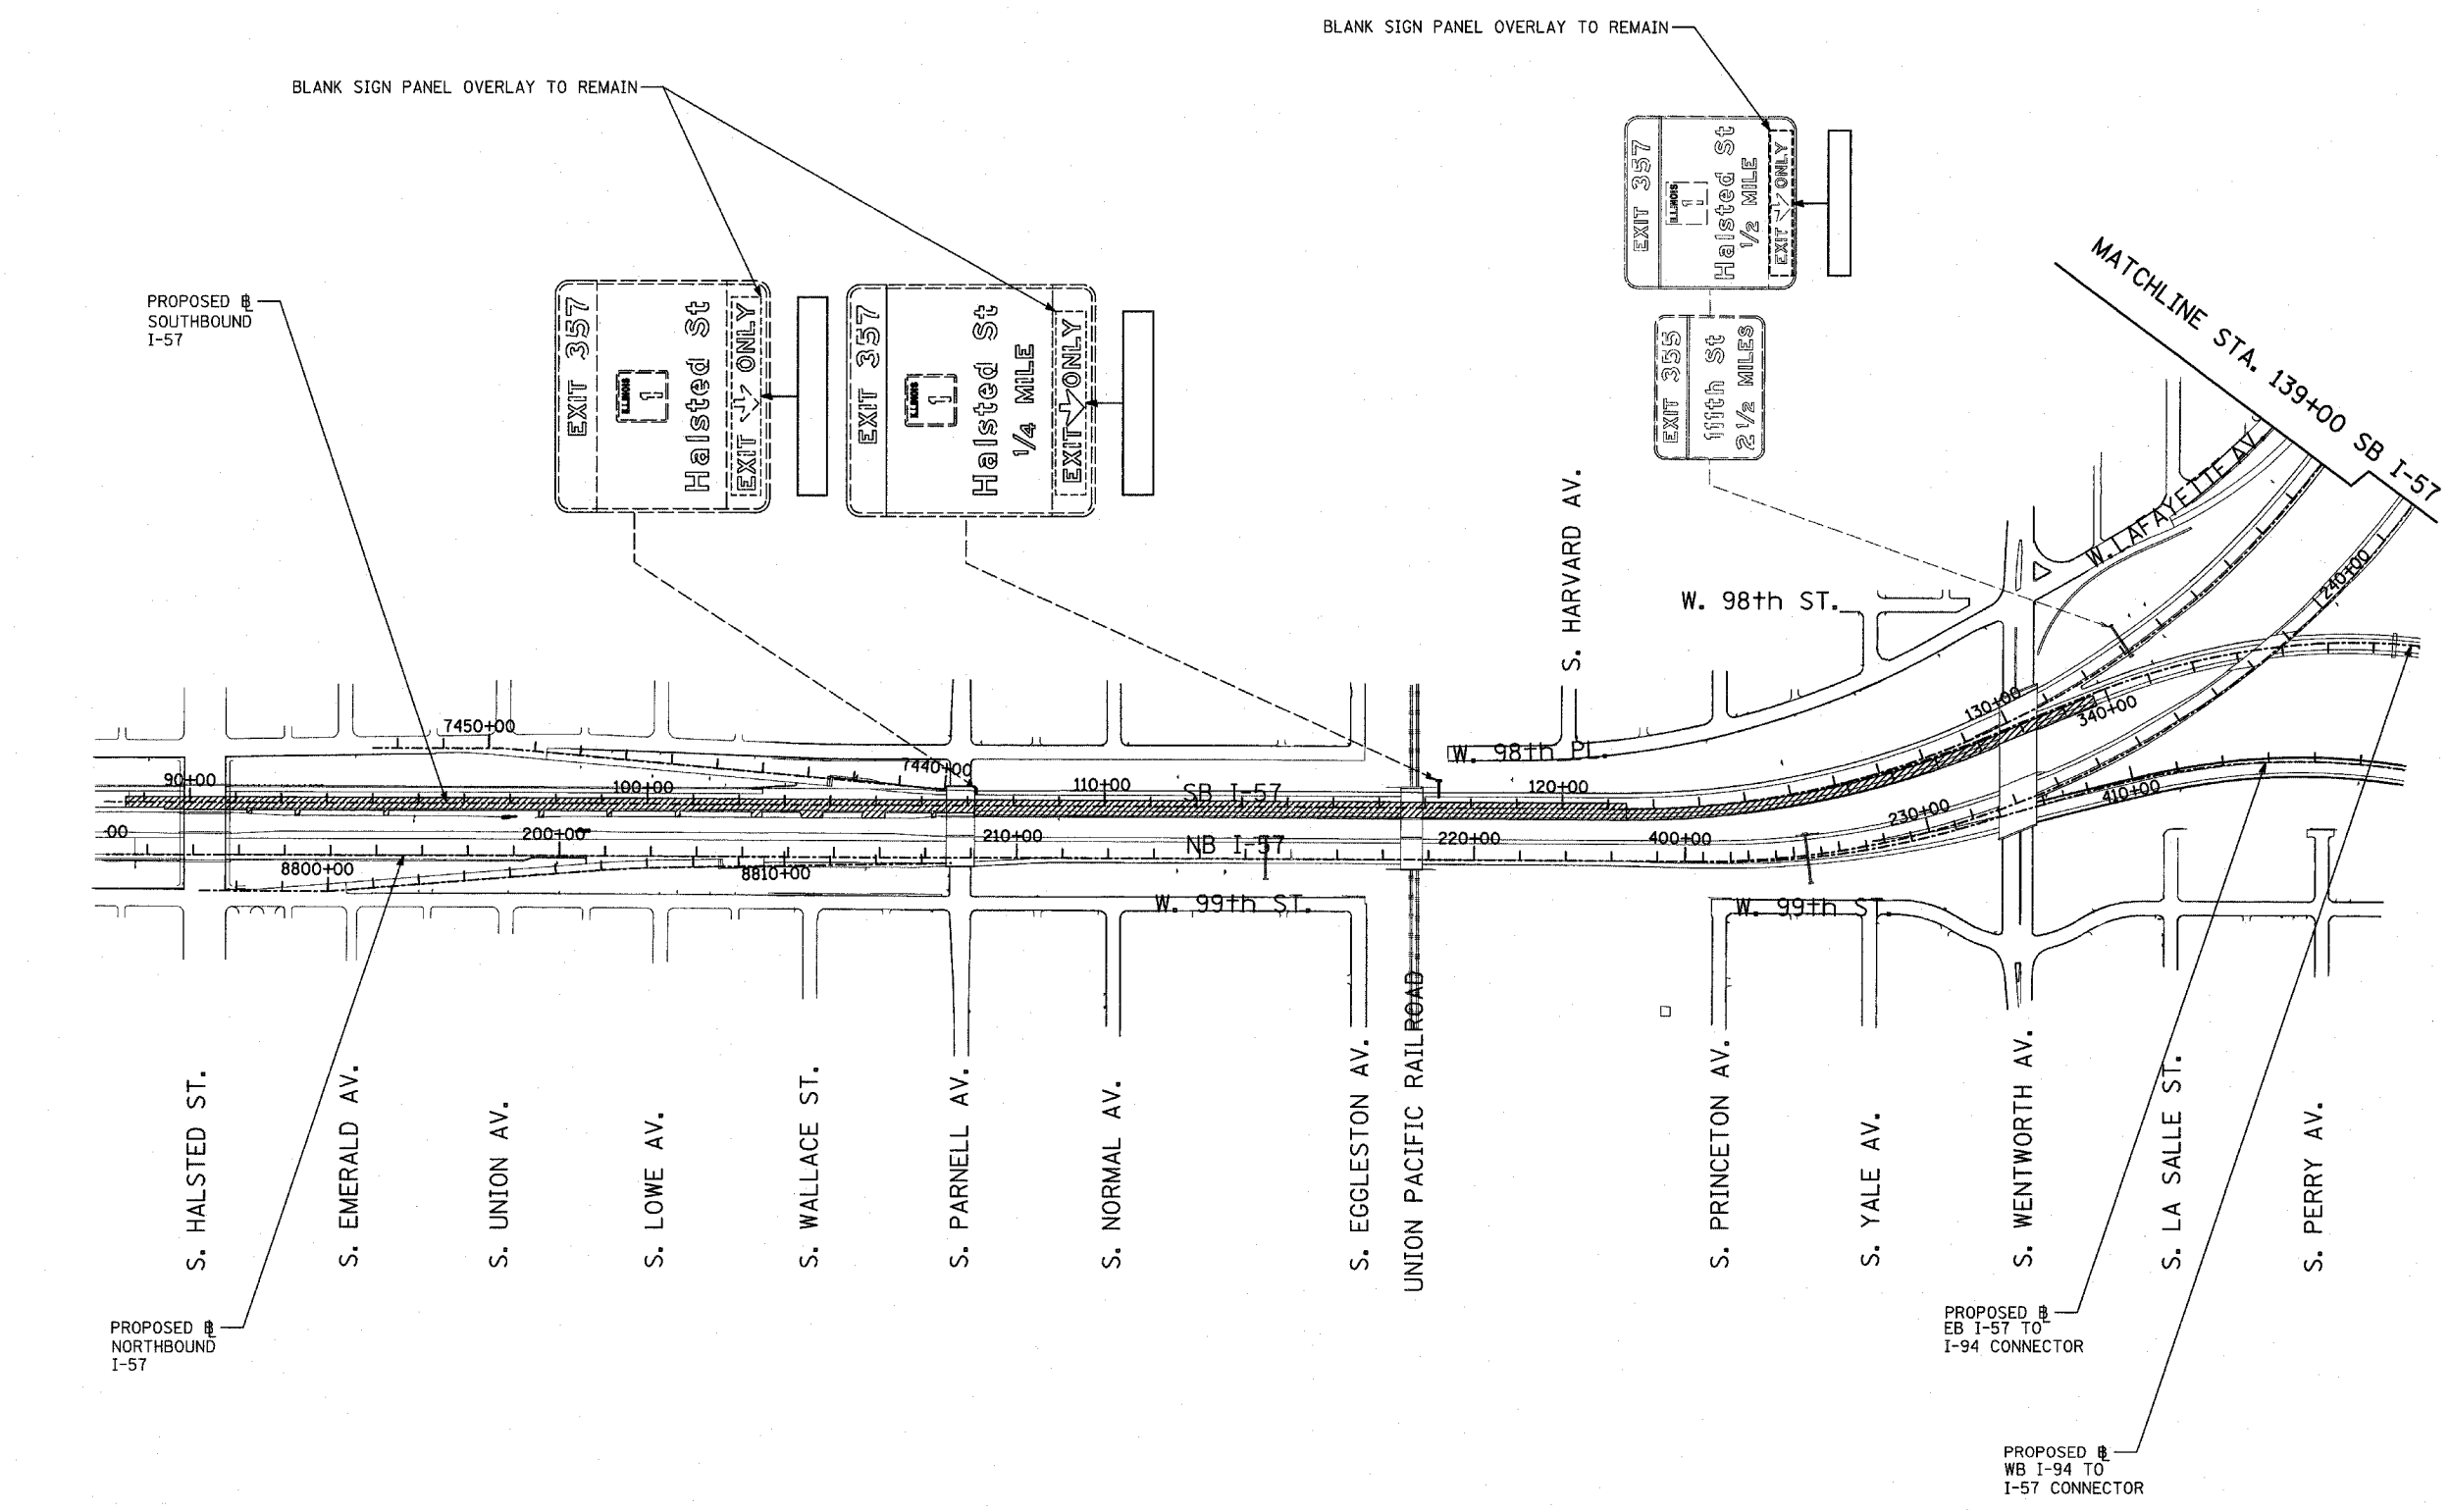 BLANK SIGN PANEL OVERLAY TO REMAIN
BLANK SIGN PANEL OVERLAY TO REMAIN
EXIT 357
ILLINOIS
1
Halsted St
1/2 MILE
EXIT ONLY
MATCHLINE STA. 139+00 SB I-57
PROPOSED ℄
SOUTHBOUND
I-57
EXIT 357
ILLINOIS
1
Halsted St
EXIT ONLY
EXIT 357
ILLINOIS
1
Halsted St
1/4 MILE
EXIT ONLY
EXIT 355
111th St
2 1/2 MILES
W. LAFAYETTE AV.
S. HARVARD AV.
W. 98th ST.
240+00
7450+00
130+00
340+00
W. 98th PL.
7440+00
90+00
100+00
110+00
SB I-57
120+00
410+00
230+00
00
200+00
210+00
NB I-57
220+00
400+00
8800+00
8810+00
W. 99th ST.
W. 99th ST.
S. HALSTED ST.
S. EMERALD AV.
S. UNION AV.
S. LOWE AV.
S. WALLACE ST.
S. PARNELL AV.
S. NORMAL AV.
S. EGGLESTON AV.
UNION PACIFIC RAILROAD
S. PRINCETON AV.
S. YALE AV.
S. WENTWORTH AV.
S. LA SALLE ST.
S. PERRY AV.
PROPOSED ℄
NORTHBOUND
I-57
PROPOSED ℄
EB I-57 TO
I-94 CONNECTOR
PROPOSED ℄
WB I-94 TO
I-57 CONNECTOR